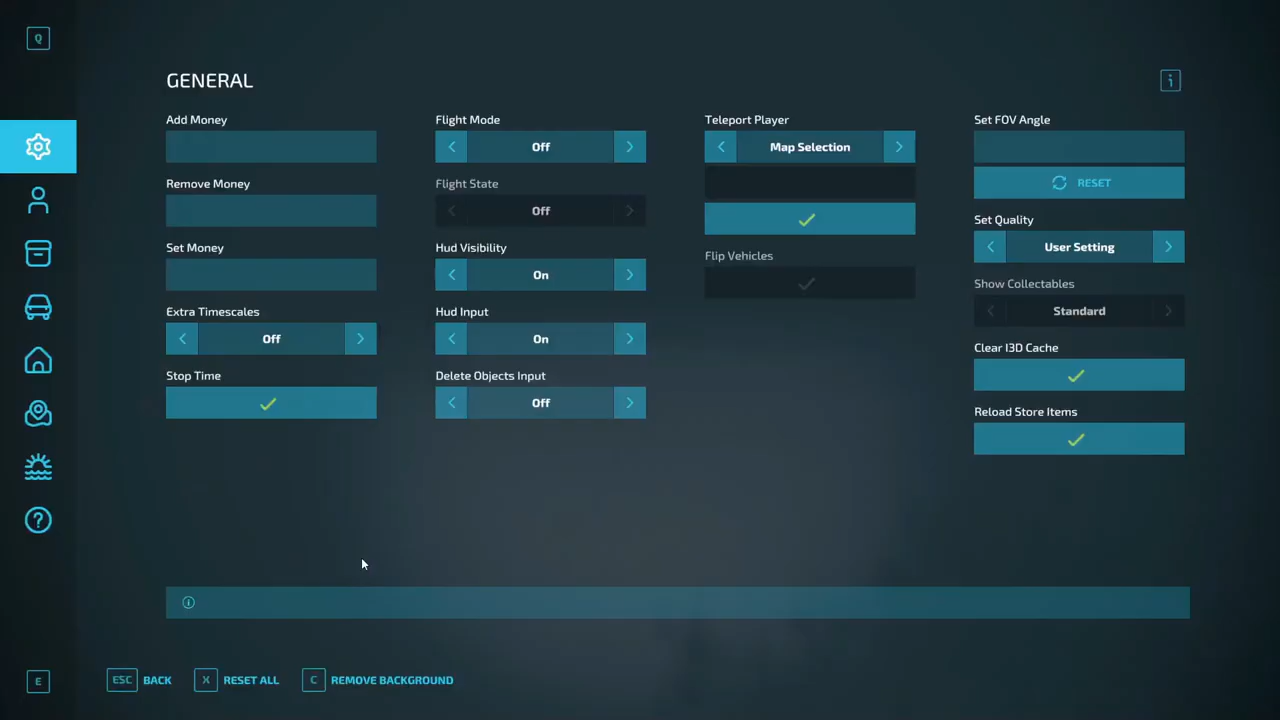 Q
GENERAL
i
Add Money
Remove Money
Set Money
Extra Timescales
Off
Stop Time
Flight Mode
Off
Flight State
Off
Hud Visibility
On
Hud Input
On
Delete Objects Input
Off
Teleport Player
Map Selection
Flip Vehicles
Set FOV Angle
RESET
Set Quality
User Setting
Show Collectables
Standard
Clear I3D Cache
Reload Store Items
E
ESC BACK X RESET ALL C REMOVE BACKGROUND